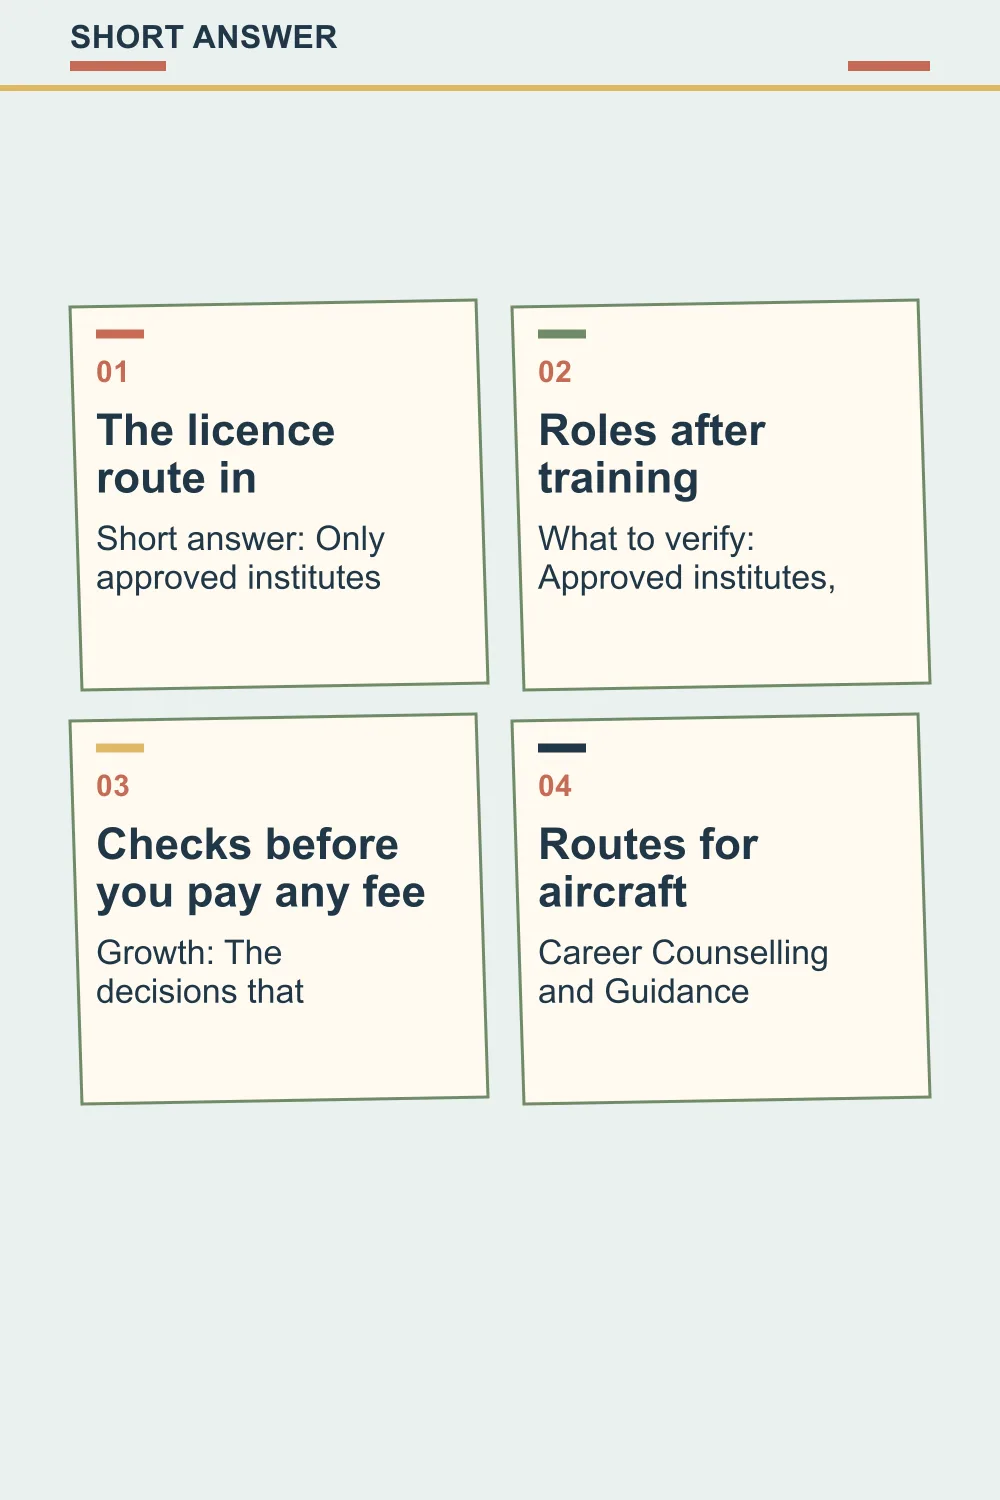 SHORT ANSWER
01
The licence
route in
Short answer: Only
approved institutes
02
Roles after
training
What to verify:
Approved institutes,
03
Checks before
you pay any fee
Growth: The
decisions that
04
Routes for
aircraft
Career Counselling
and Guidance